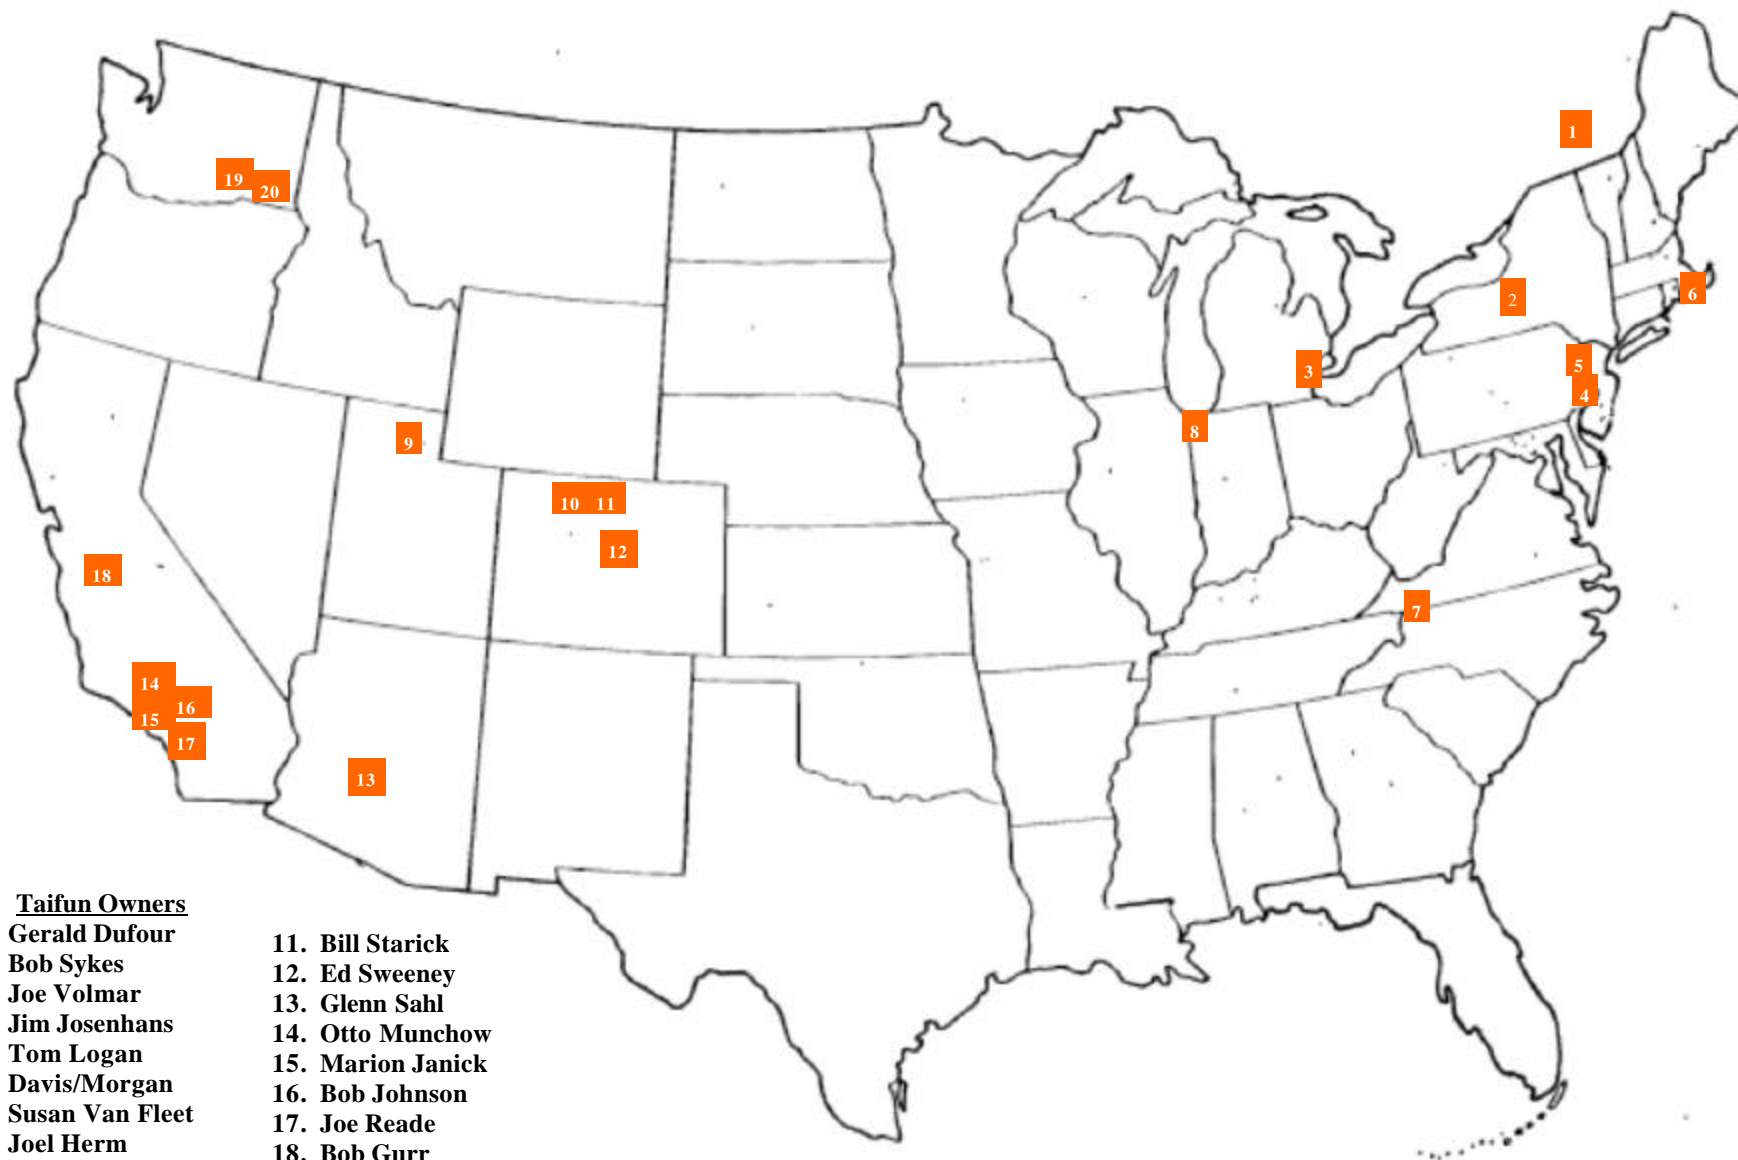 1
19
20
2
6
3
5
4
8
9
10 11
12
18
7
14
16
15
17
13
Taifun Owners
Gerald Dufour
Bob Sykes
Joe Volmar
Jim Josenhans
Tom Logan
Davis/Morgan
Susan Van Fleet
Joel Herm
11. Bill Starick
12. Ed Sweeney
13. Glenn Sahl
14. Otto Munchow
15. Marion Janick
16. Bob Johnson
17. Joe Reade
18. Bob Gurr